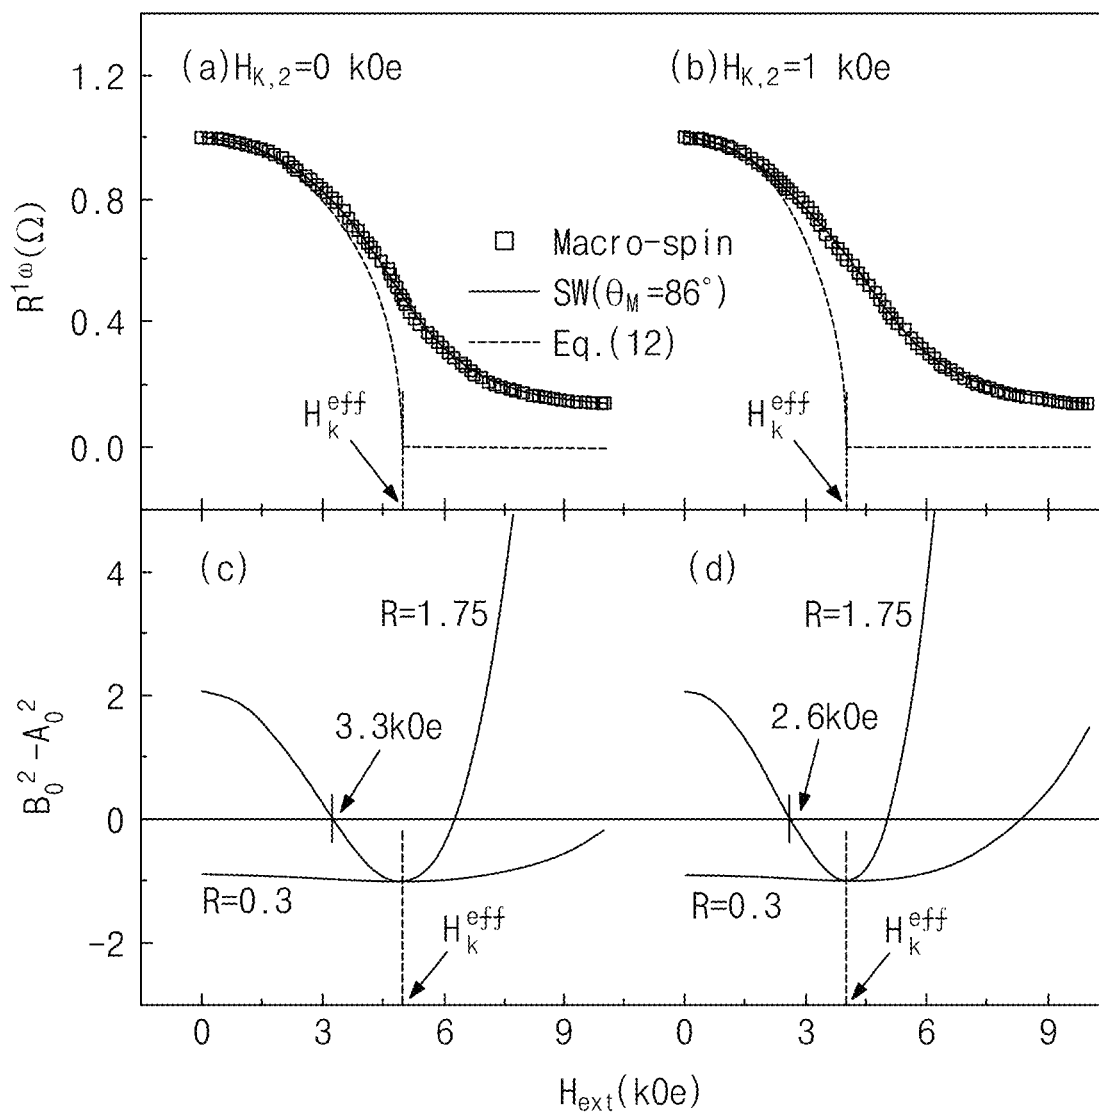 (a)H_K,2=0 kOe
(b)H_K,2=1 kOe
1.2
0.8
0.4
0.0
R^1ω(Ω)
Macro-spin
SW(θ_M=86°)
Eq.(12)
H_k^eff
H_k^eff
(c)
(d)
R=1.75
R=1.75
4
2
0
-2
B_0^2-A_0^2
3.3kOe
2.6kOe
R=0.3
R=0.3
H_k^eff
H_k^eff
0 3 6 9 0 3 6 9
H_ext(kOe)